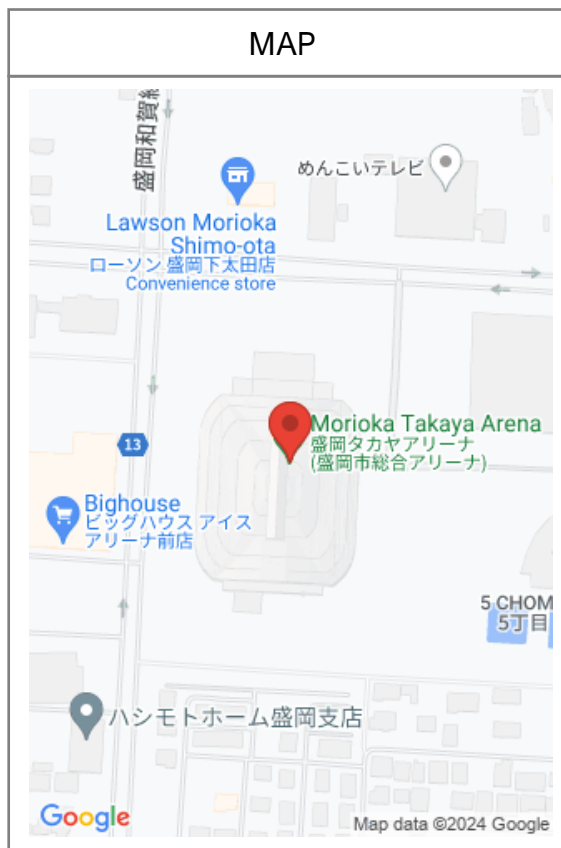 MAP
盛岡和賀線
めんこいテレビ
Lawson Morioka
Shimo-ota
ローソン 盛岡下太田店
Convenience store
Morioka Takaya Arena
盛岡タカヤアリーナ
(盛岡市総合アリーナ)
13
Bighouse
ビッグハウス アイス
アリーナ前店
5 CHOM
5丁目
ハシモトホーム盛岡支店
Google
Map data ©2024 Google